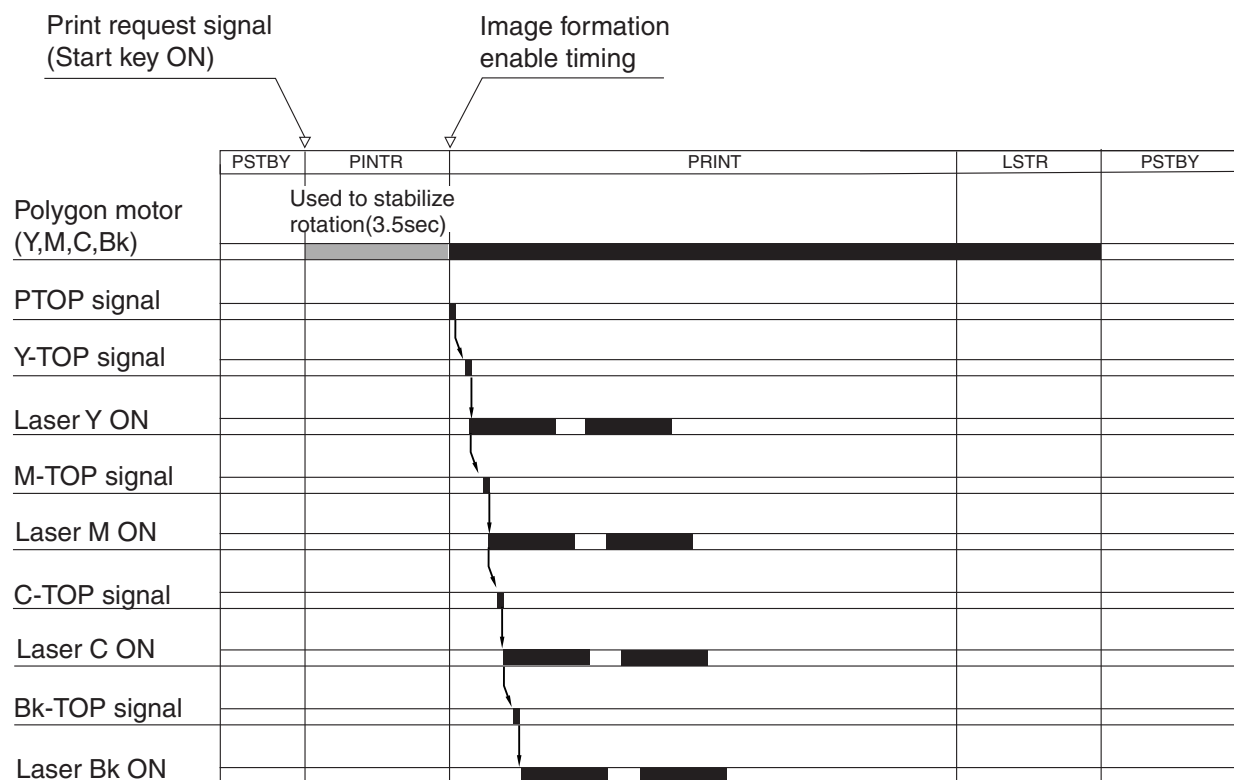 Print request signal
(Start key ON)
Image formation
enable timing
PSTBY PINTR PRINT LSTR PSTBY
Used to stabilize
rotation(3.5sec)
Polygon motor
(Y,M,C,Bk)
PTOP signal
Y-TOP signal
Laser Y ON
M-TOP signal
Laser M ON
C-TOP signal
Laser C ON
Bk-TOP signal
Laser Bk ON